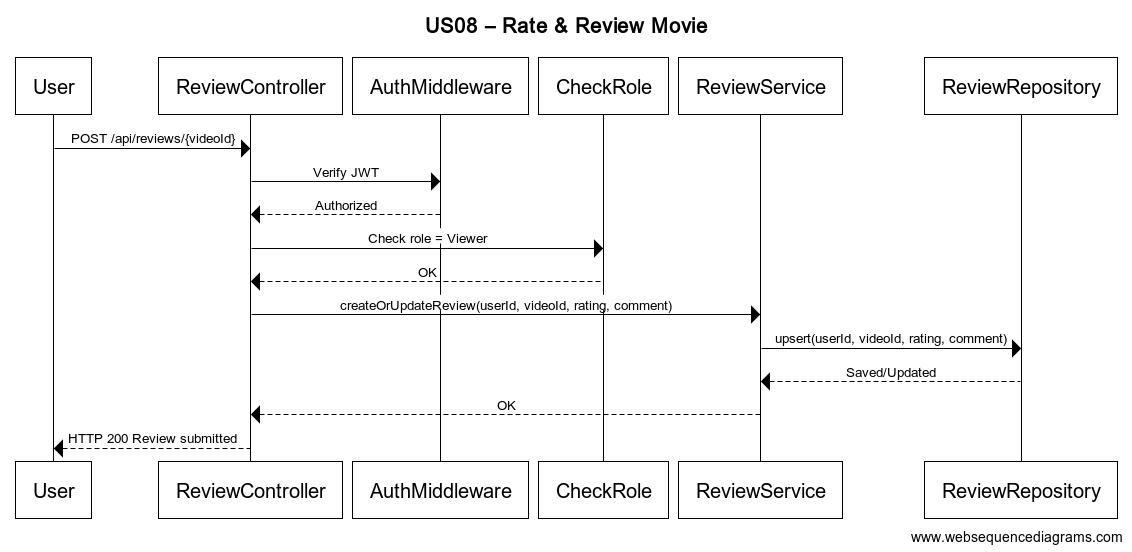 US08 – Rate & Review Movie
User ReviewController AuthMiddleware CheckRole ReviewService ReviewRepository
POST /api/reviews/{videoId}
Verify JWT
Authorized
Check role = Viewer
OK
createOrUpdateReview(userId, videoId, rating, comment)
upsert(userId, videoId, rating, comment)
Saved/Updated
OK
HTTP 200 Review submitted
User ReviewController AuthMiddleware CheckRole ReviewService ReviewRepository
www.websequencediagrams.com